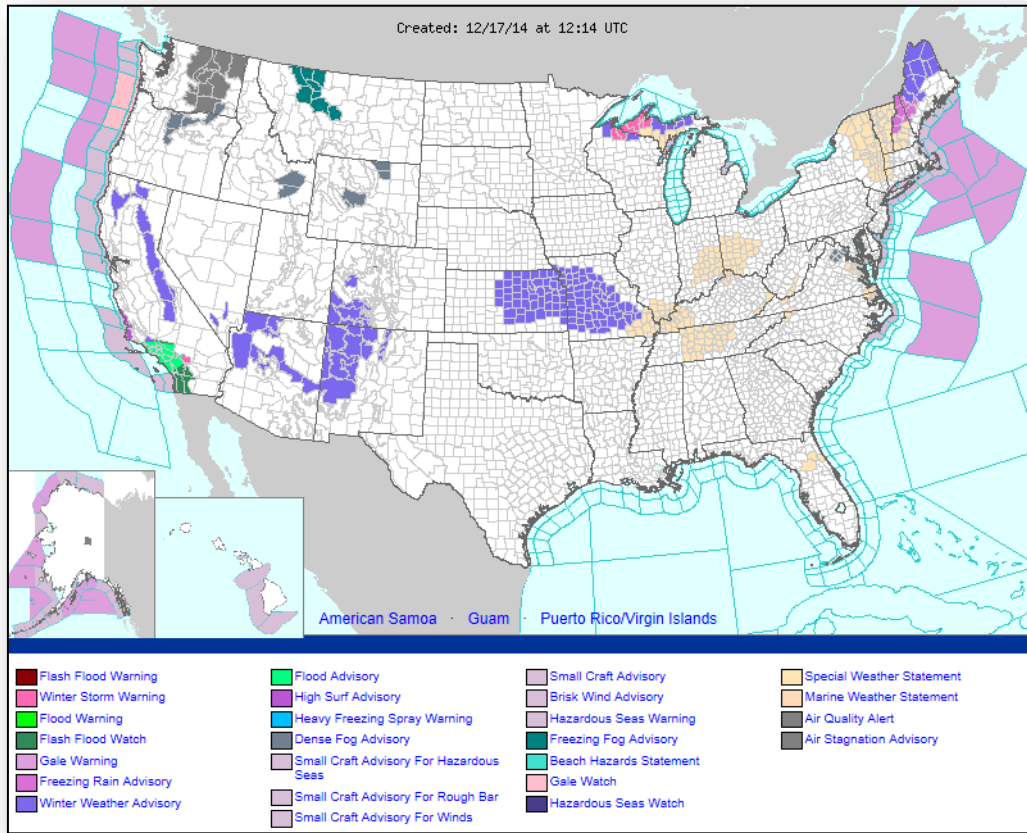 Created: 12/17/14 at 12:14 UTC
American Samoa · Guam · Puerto Rico/Virgin Islands
Flash Flood Warning
Winter Storm Warning
Flood Warning
Flash Flood Watch
Gale Warning
Freezing Rain Advisory
Winter Weather Advisory
Flood Advisory
High Surf Advisory
Heavy Freezing Spray Warning
Dense Fog Advisory
Small Craft Advisory For Hazardous
Seas
Small Craft Advisory For Rough Bar
Small Craft Advisory For Winds
Small Craft Advisory
Brisk Wind Advisory
Hazardous Seas Warning
Freezing Fog Advisory
Beach Hazards Statement
Gale Watch
Hazardous Seas Watch
Special Weather Statement
Marine Weather Statement
Air Quality Alert
Air Stagnation Advisory